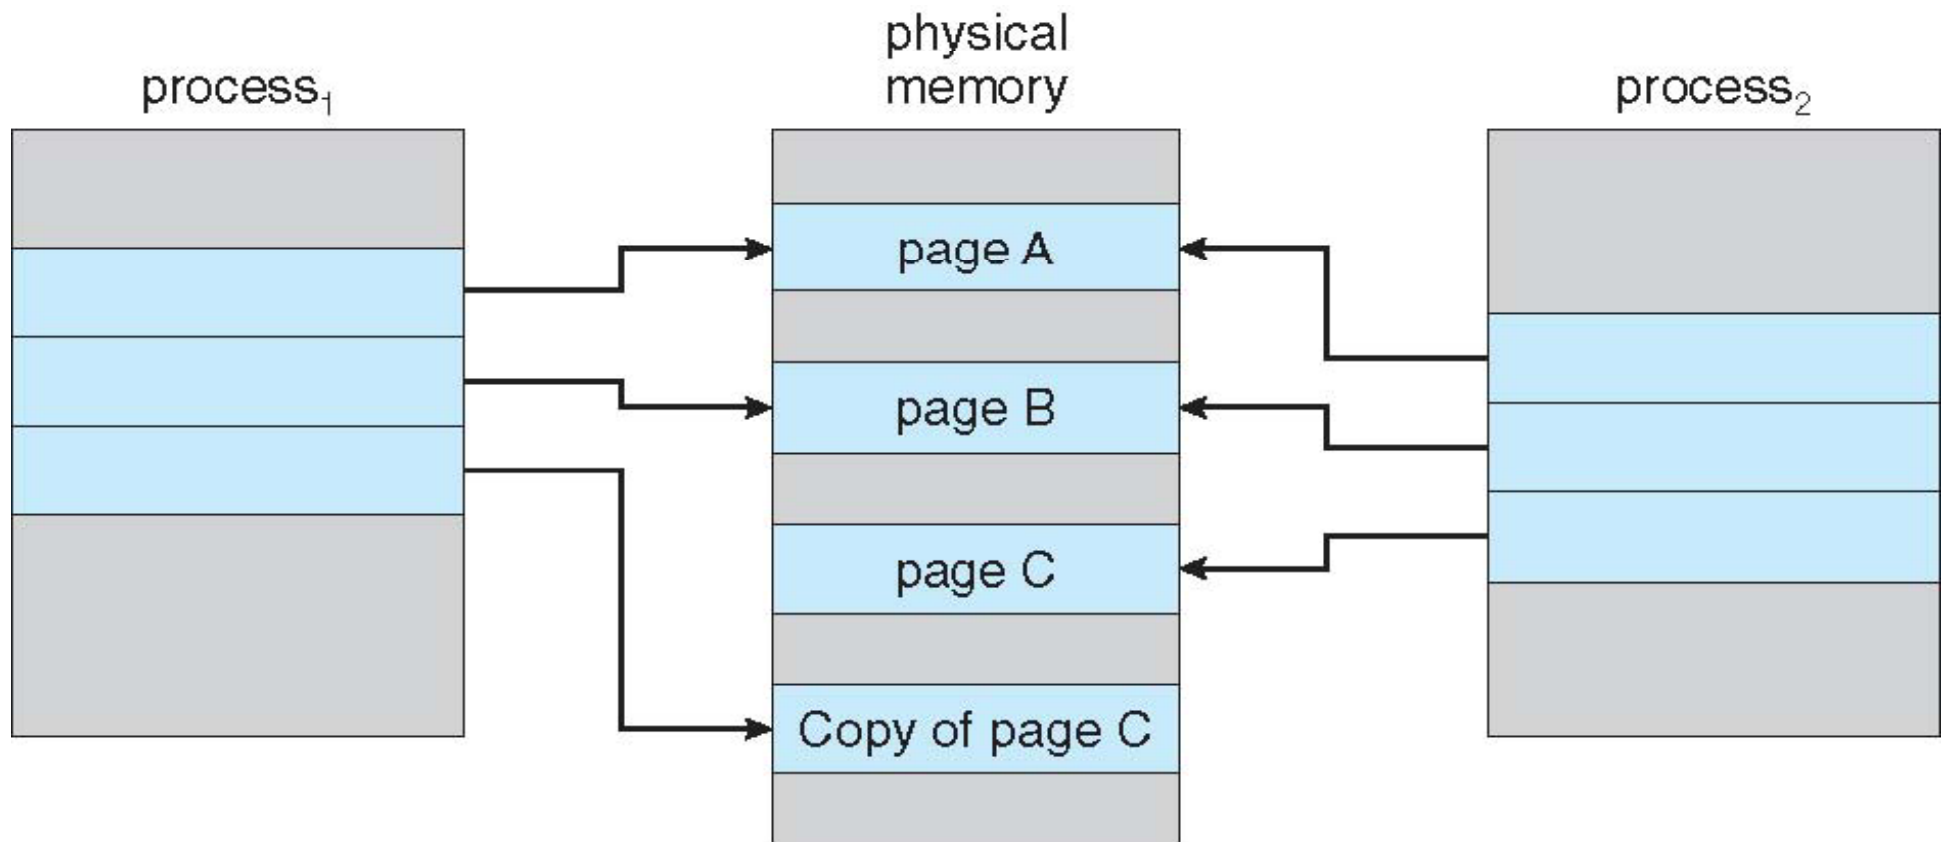 process₁
physical
memory
process₂
page A
page B
page C
Copy of page C